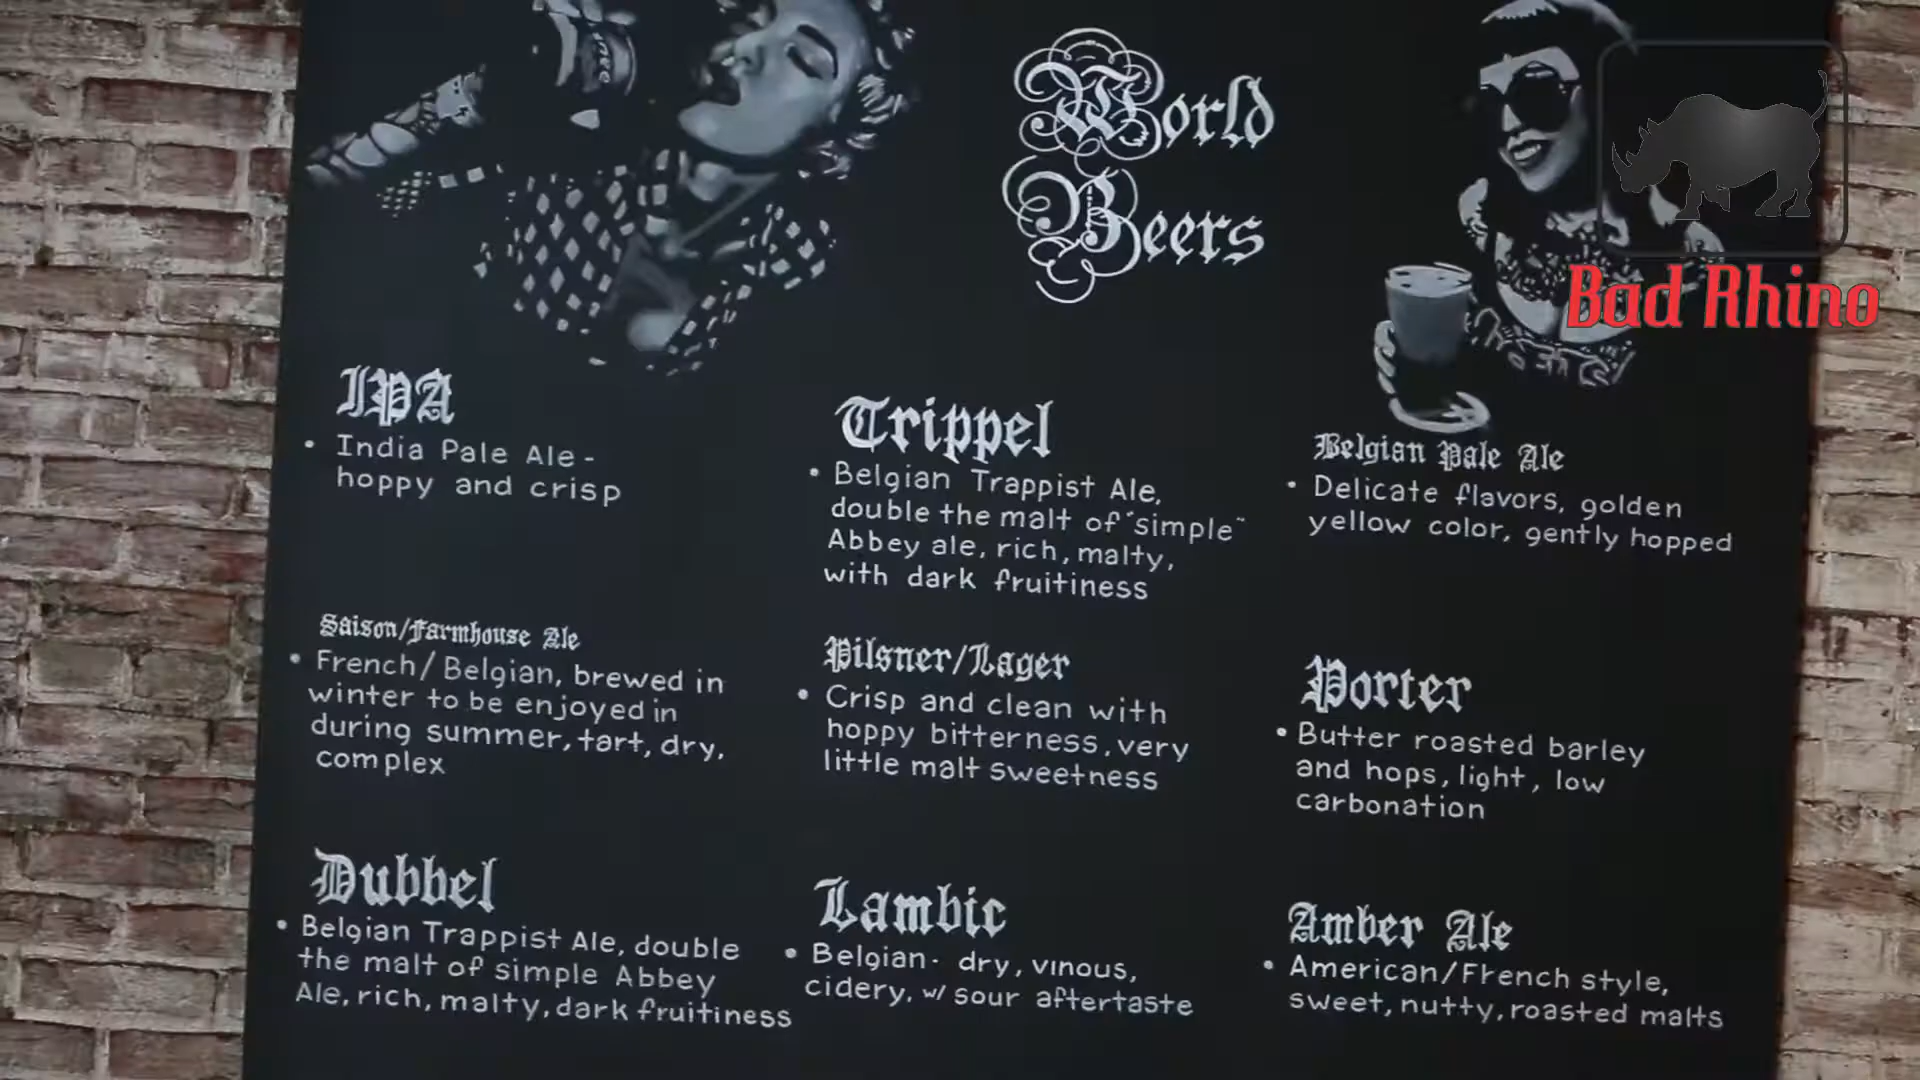 World
Beers
Bad Rhino
IPA
• India Pale Ale -
hoppy and crisp
Trippel
• Belgian Trappist Ale,
double the malt of "simple"
Abbey ale, rich, malty,
with dark fruitiness
Belgian Pale Ale
• Delicate flavors, golden
yellow color, gently hopped
Saison/Farmhouse Ale
• French/Belgian, brewed in
winter to be enjoyed in
during summer, tart, dry,
complex
Pilsner/Lager
• Crisp and clean with
hoppy bitterness, very
little malt sweetness
Porter
• Butter roasted barley
and hops, light, low
carbonation
Dubbel
• Belgian Trappist Ale, double
the malt of simple Abbey
Ale, rich, malty, dark fruitiness
Lambic
• Belgian - dry, vinous,
cidery, w/ sour aftertaste
Amber Ale
• American/French style,
sweet, nutty, roasted malts